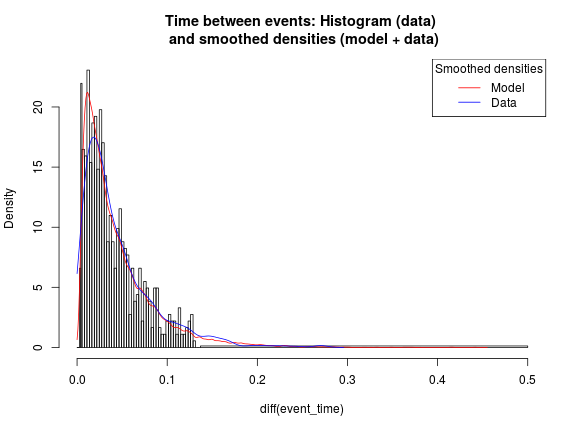 Time between events: Histogram (data)
and smoothed densities (model + data)
Smoothed densities
Model
Data
Density
20
15
10
5
0
0.0 0.1 0.2 0.3 0.4 0.5
diff(event_time)